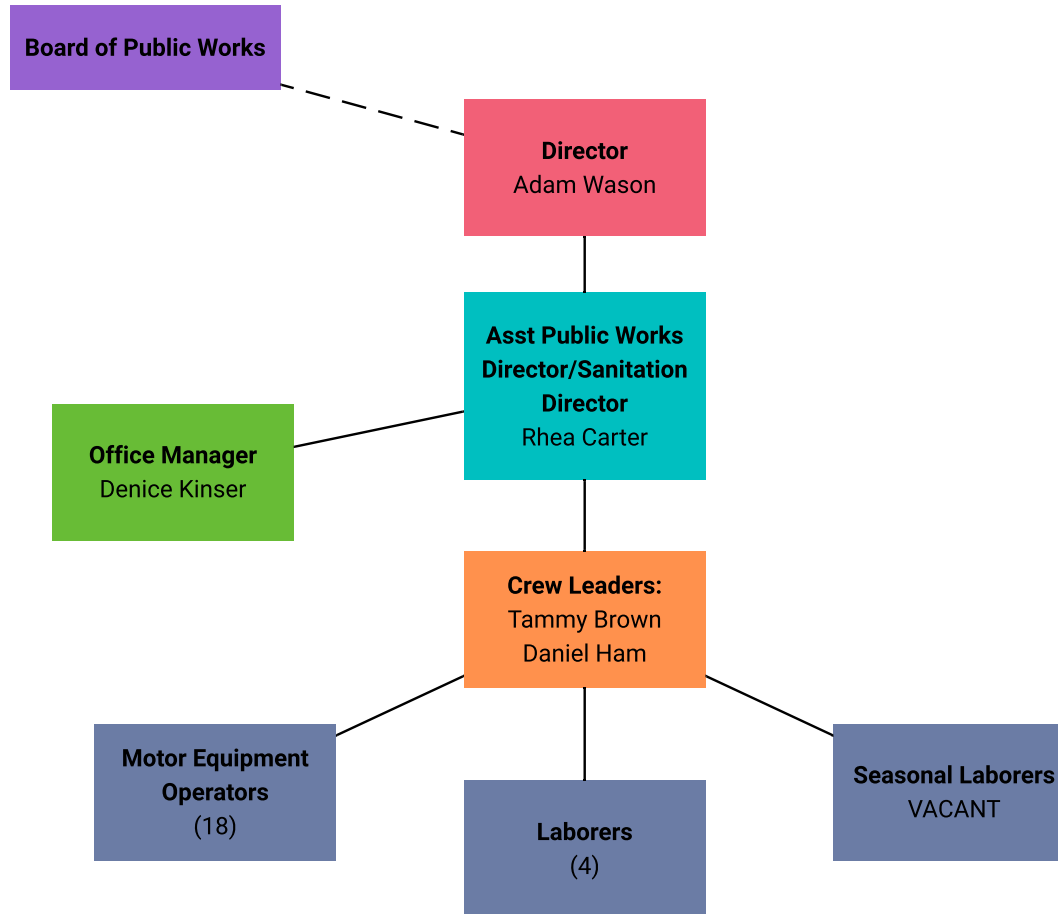 Board of Public Works
Director
Adam Wason
Asst Public Works
Director/Sanitation
Director
Rhea Carter
Office Manager
Denice Kinser
Crew Leaders:
Tammy Brown
Daniel Ham
Motor Equipment
Operators
(18)
Laborers
(4)
Seasonal Laborers
VACANT